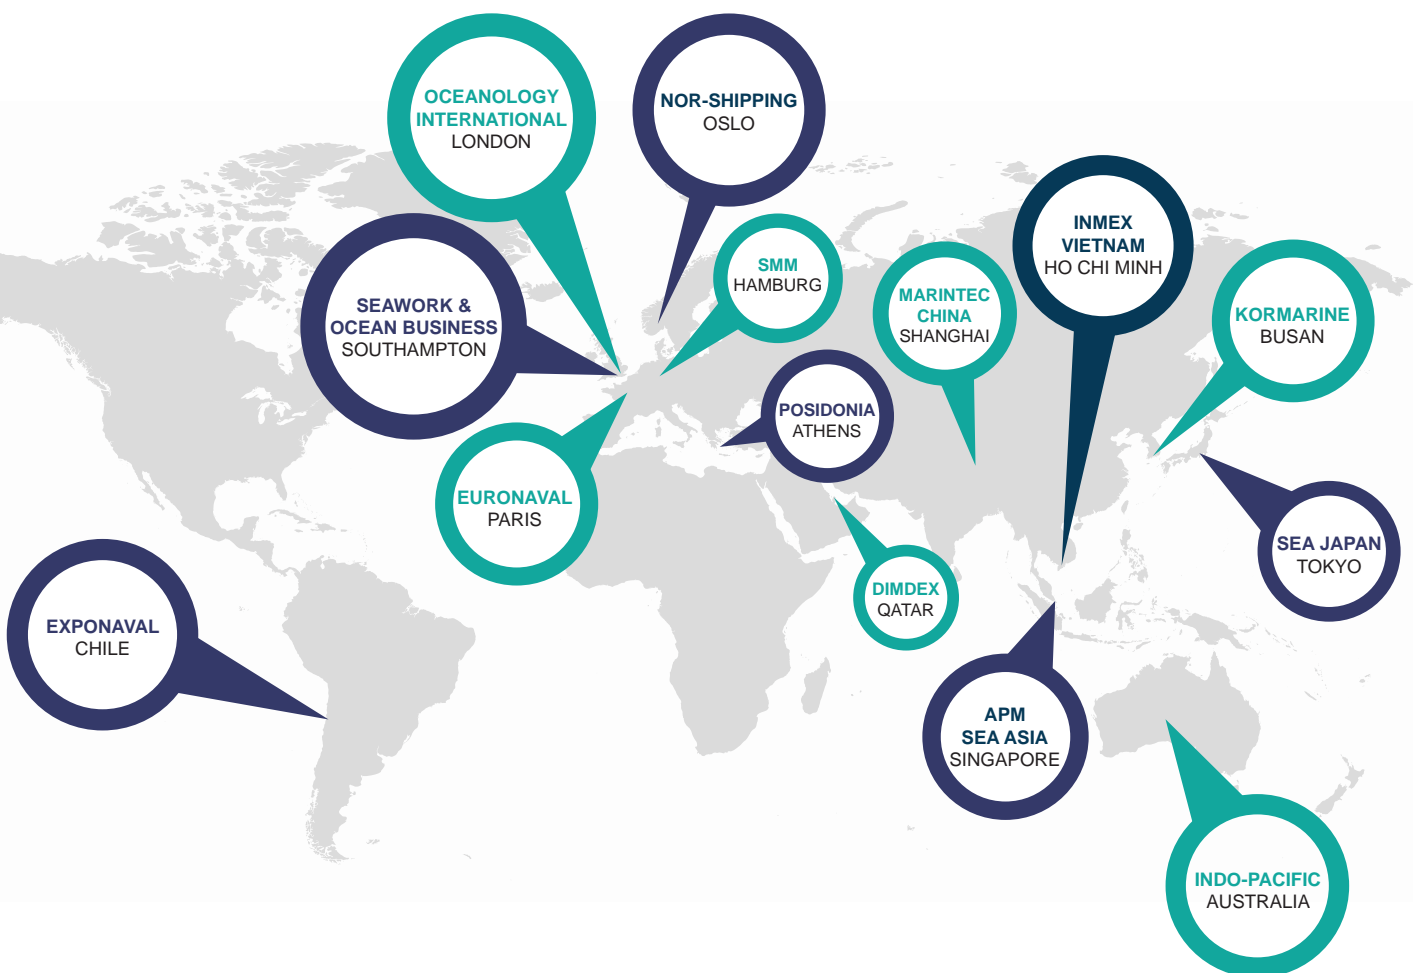 OCEANOLOGY
INTERNATIONAL
LONDON
NOR-SHIPPING
OSLO
SEAWORK &
OCEAN BUSINESS
SOUTHAMPTON
SMM
HAMBURG
MARINTEC
CHINA
SHANGHAI
INMEX
VIETNAM
HO CHI MINH
KORMARINE
BUSAN
POSIDONIA
ATHENS
EURONAVAL
PARIS
SEA JAPAN
TOKYO
DIMDEX
QATAR
EXPONAVAL
CHILE
APM
SEA ASIA
SINGAPORE
INDO-PACIFIC
AUSTRALIA